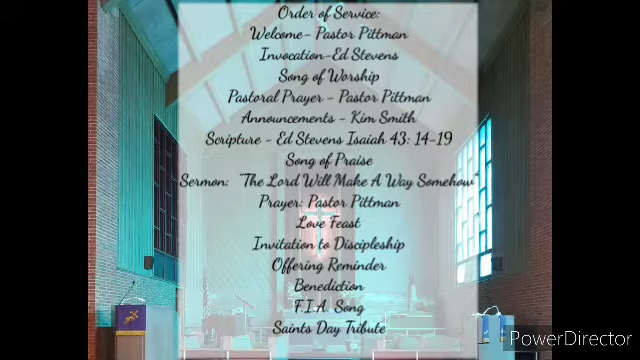 Order of Service:
Welcome- Pastor Pittman
Invocation-Ed Stevens
Song of Worship
Pastoral Prayer - Pastor Pittman
Announcements - Kim Smith
Scripture - Ed Stevens Isaiah 43: 14-19
Song of Praise
Sermon: "The Lord Will Make A Way Somehow"
Prayer: Pastor Pittman
Love Feast
Invitation to Discipleship
Offering Reminder
Benediction
F.I.A. Song
Saints Day Tribute
PowerDirector